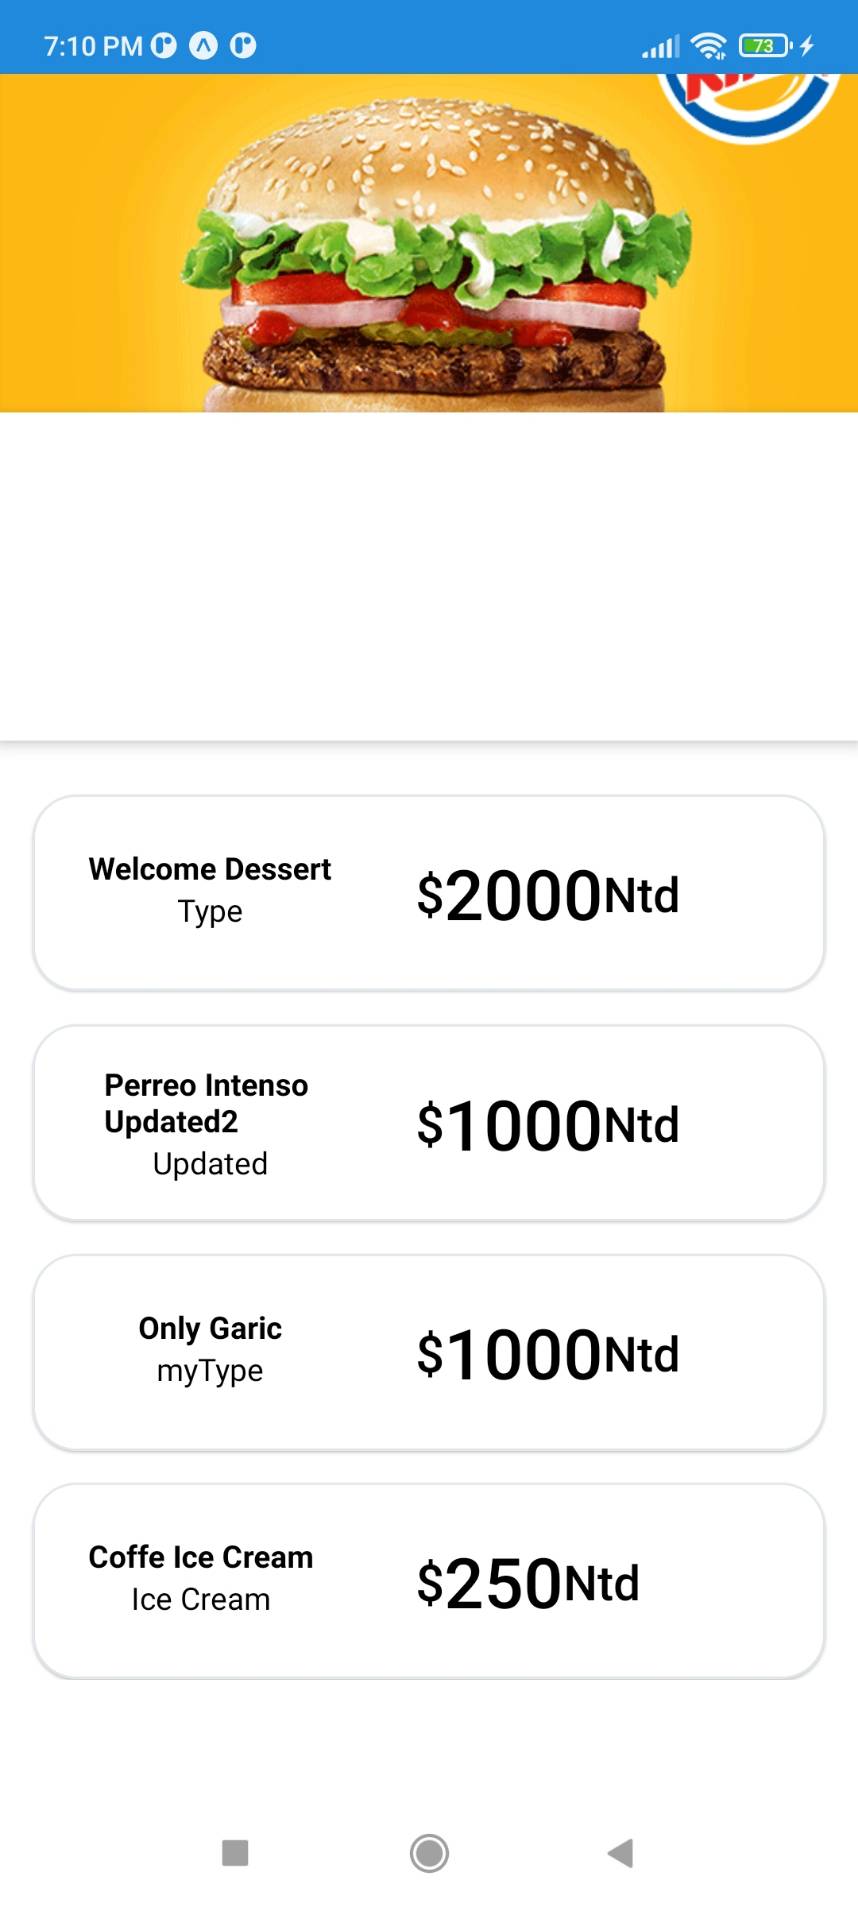 7:10 PM
73
Welcome Dessert
Type
$2000Ntd
Perreo Intenso
Updated2
Updated
$1000Ntd
Only Garic
myType
$1000Ntd
Coffe Ice Cream
Ice Cream
$250Ntd